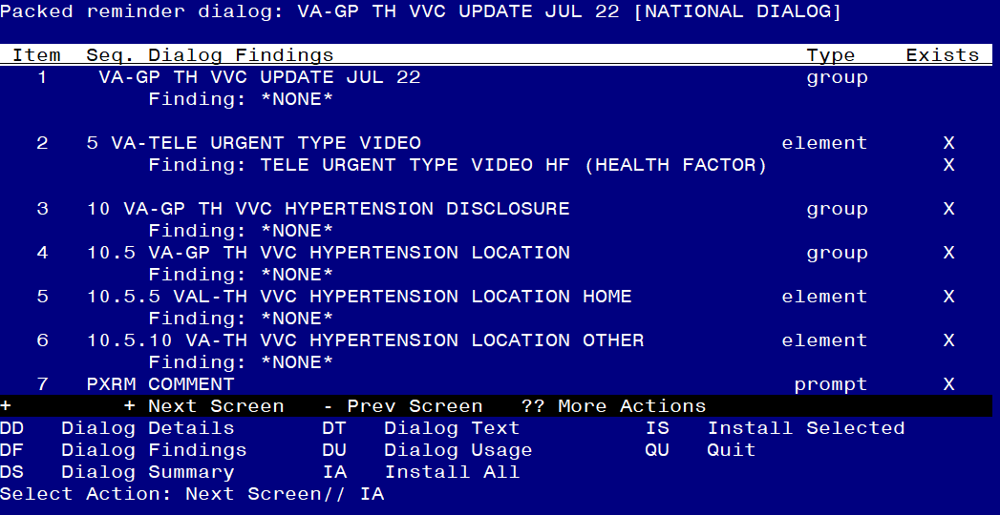 Packed reminder dialog: VA-GP TH VVC UPDATE JUL 22 [NATIONAL DIALOG]
Item Seq. Dialog Findings Type Exists
1 VA-GP TH VVC UPDATE JUL 22 group
Finding: *NONE*
2 5 VA-TELE URGENT TYPE VIDEO element X
Finding: TELE URGENT TYPE VIDEO HF (HEALTH FACTOR) X
3 10 VA-GP TH VVC HYPERTENSION DISCLOSURE group X
Finding: *NONE*
4 10.5 VA-GP TH VVC HYPERTENSION LOCATION group X
Finding: *NONE*
5 10.5.5 VAL-TH VVC HYPERTENSION LOCATION HOME element X
Finding: *NONE*
6 10.5.10 VA-TH VVC HYPERTENSION LOCATION OTHER element X
Finding: *NONE*
7 PXRM COMMENT prompt X
+ + Next Screen - Prev Screen ?? More Actions
DD Dialog Details DT Dialog Text IS Install Selected
DF Dialog Findings DU Dialog Usage QU Quit
DS Dialog Summary IA Install All
Select Action: Next Screen// IA